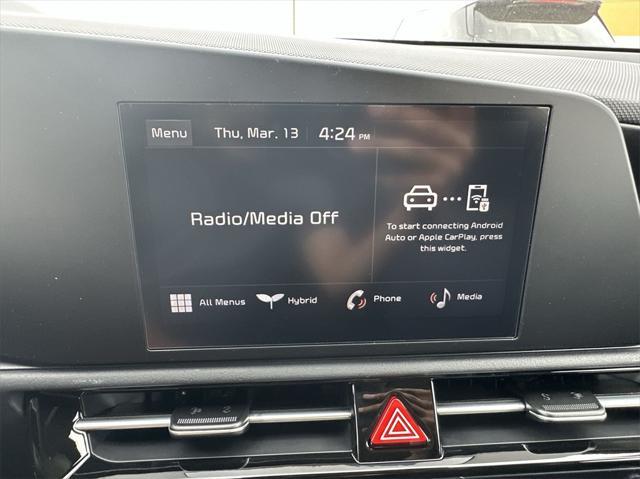 Menu Thu, Mar. 13 4:24 PM
Radio/Media Off
To start connecting Android
Auto or Apple CarPlay, press
this widget.
All Menus Hybrid Phone Media